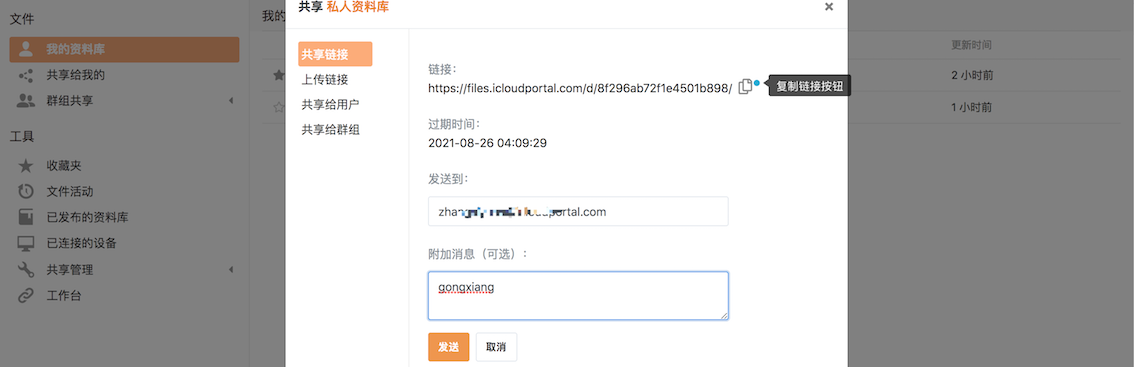 文件
我的资料库
共享给我的
群组共享
工具
收藏夹
文件活动
已发布的资料库
已连接的设备
共享管理
工作台
我的
更新时间
2 小时前
1 小时前
共享 私人资料库
共享链接
上传链接
共享给用户
共享给群组
链接：
https://files.icloudportal.com/d/8f296ab72f1e4501b898/
复制链接按钮
过期时间：
2021-08-26 04:09:29
发送到：
附加消息（可选）：
gongxiang
发送
取消